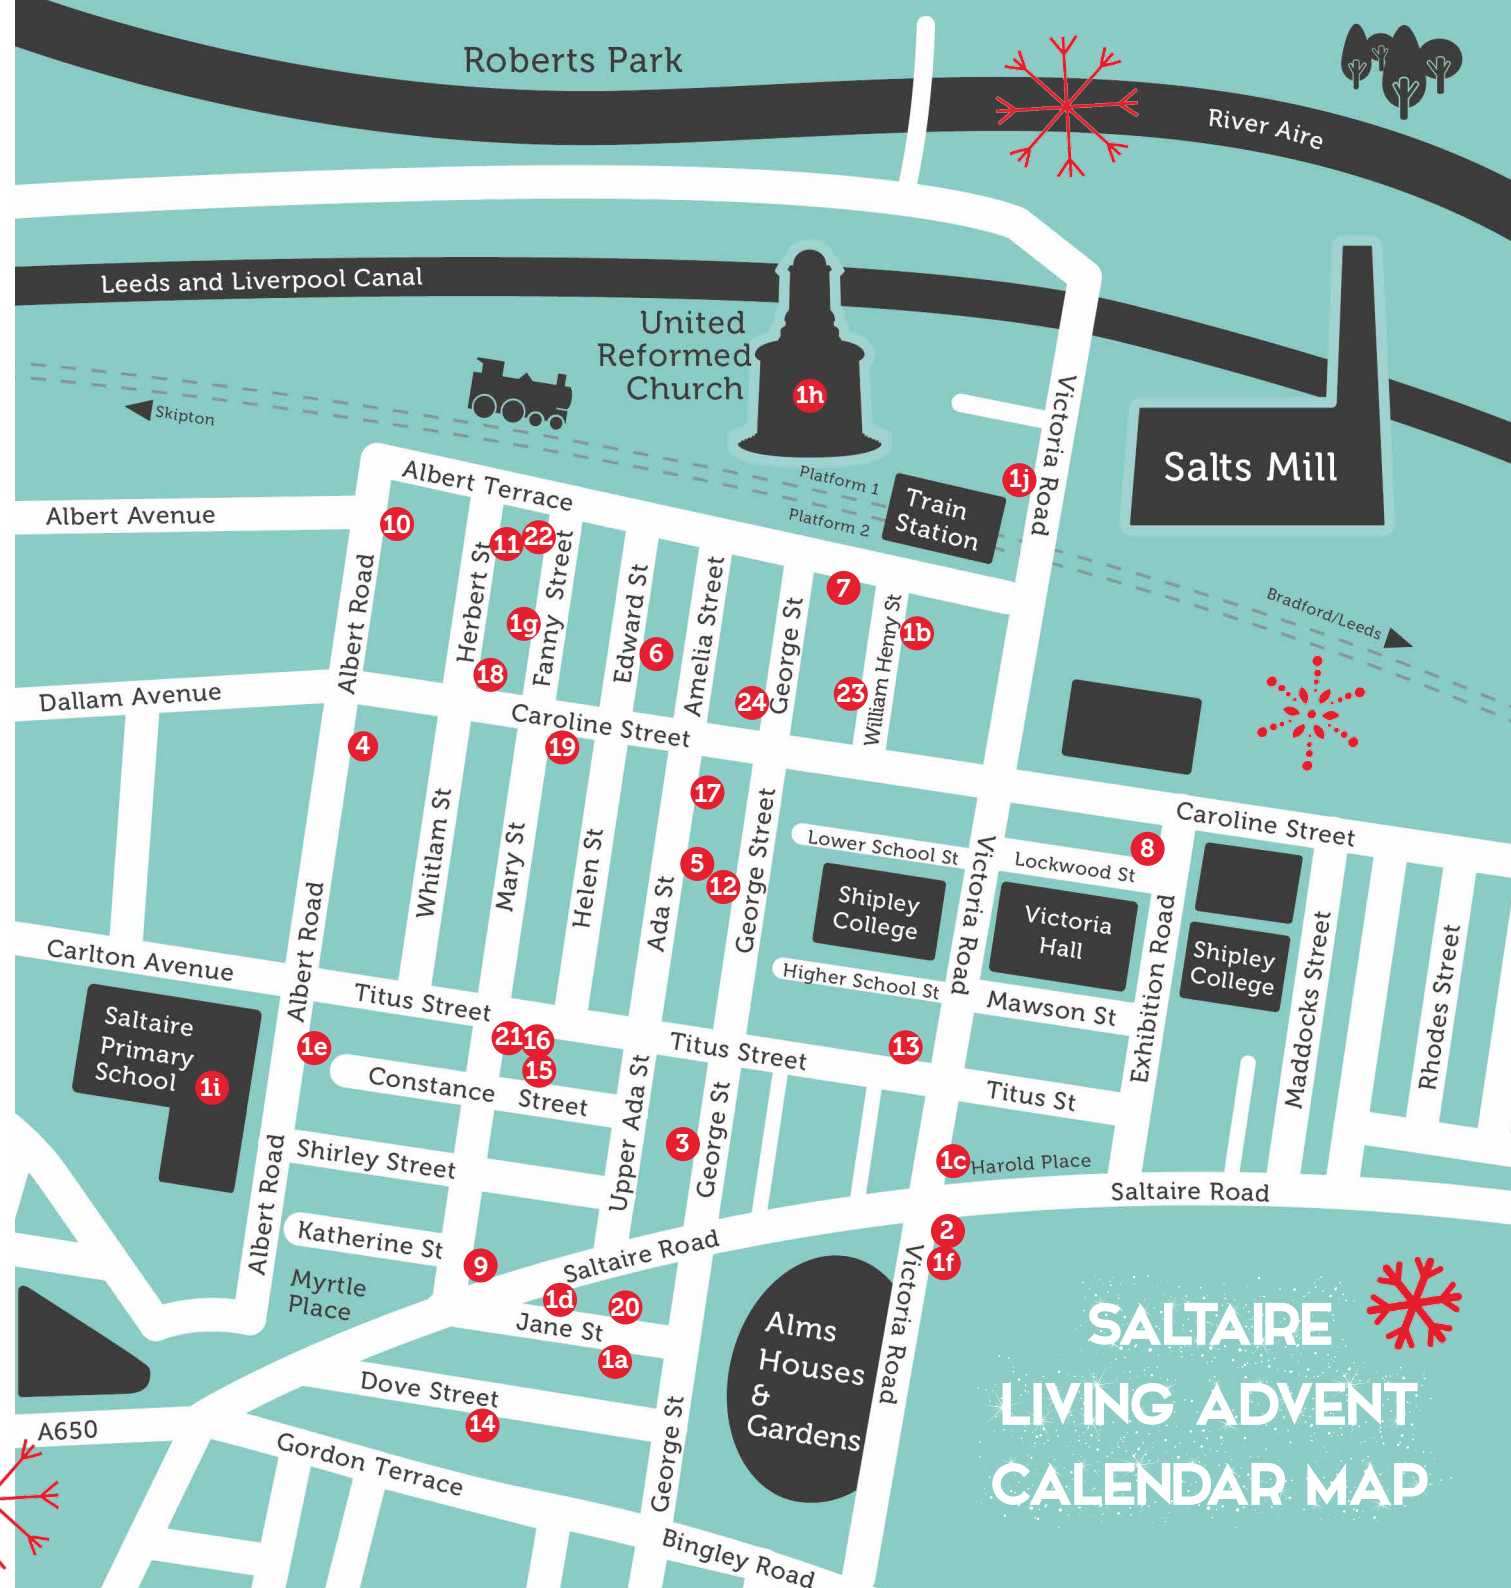 Roberts Park
River Aire
Leeds and Liverpool Canal
United
Reformed
Church
1h
Skipton
Victoria Road
Salts Mill
Albert Terrace
Platform 1
Platform 2
Train
Station
1j
Albert Avenue
10
11
22
Albert Road
Herbert St
Fanny Street
Edward St
Amelia Street
George St
William Henry St
7
1b
1g
6
18
24
23
Bradford/Leeds
Dallam Avenue
Caroline Street
4
19
17
Whitlam St
Mary St
Helen St
Ada St
George Street
5
12
Lower School St
Shipley
College
Higher School St
Victoria Road
Lockwood St
8
Victoria
Hall
Mawson St
Caroline Street
Exhibition Road
Shipley
College
Maddocks Street
Rhodes Street
Carlton Avenue
Albert Road
Titus Street
Saltaire
Primary
School
1i
1e
21
16
15
Constance Street
Titus Street
13
Titus St
Upper Ada St
George St
3
1c
Harold Place
Saltaire Road
Shirley Street
Albert Road
Katherine St
Myrtle
Place
9
Saltaire Road
2
1f
Victoria Road
1d
20
Jane St
1a
Alms
Houses
&
Gardens
Dove Street
14
A650
Gordon Terrace
George St
Bingley Road
SALTAIRE
LIVING ADVENT
CALENDAR MAP